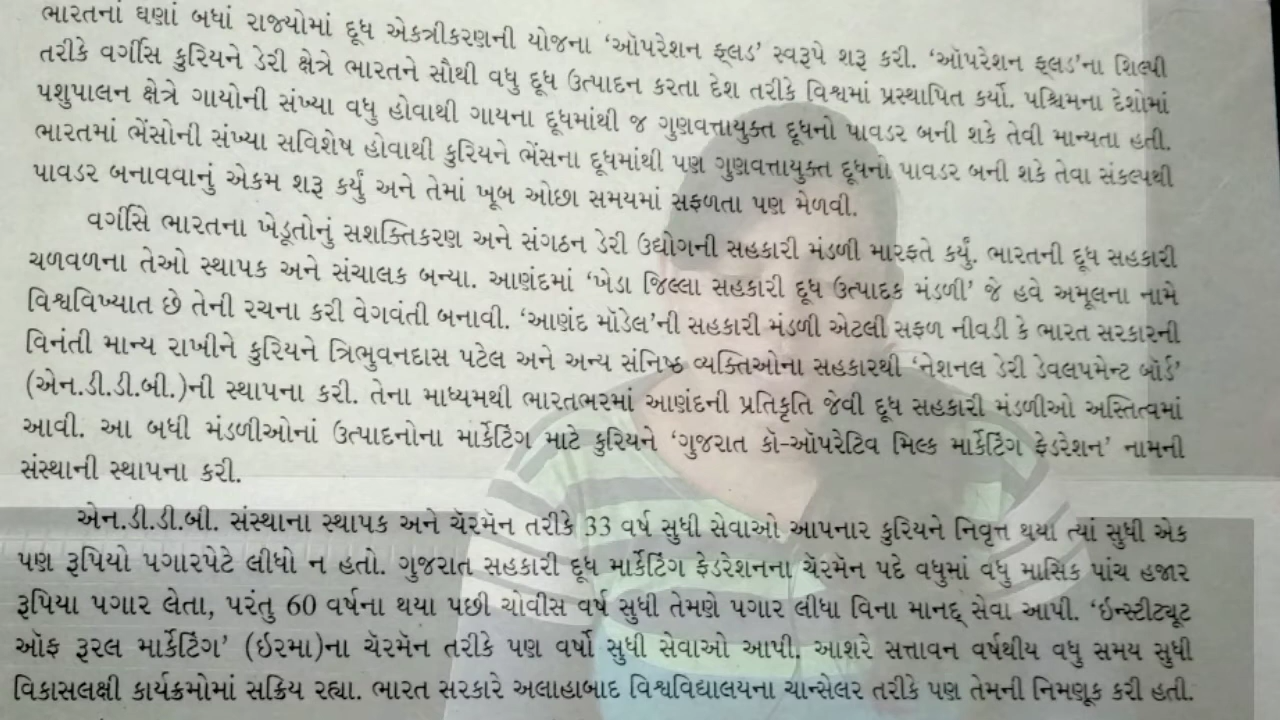 ભારતનાં ઘણાં બધાં રાજ્યોમાં દૂધ એકત્રીકરણની યોજના ‘ઑપરેશન ફ્લડ’ સ્વરૂપે શરૂ કરી. ‘ઑપરેશન ફ્લડ’ના શિલ્પી
તરીકે વર્ગીસ કુરિયને ડેરી ક્ષેત્રે ભારતને સૌથી વધુ દૂધ ઉત્પાદન કરતા દેશ તરીકે વિશ્વમાં પ્રસ્થાપિત કર્યો. પશ્ચિમના દેશોમાં
પશુપાલન ક્ષેત્રે ગાયોની સંખ્યા વધુ હોવાથી ગાયના દૂધમાંથી જ ગુણવત્તાયુક્ત દૂધનો પાવડર બની શકે તેવી માન્યતા હતી.
ભારતમાં ભેંસોની સંખ્યા સવિશેષ હોવાથી કુરિયને ભેંસના દૂધમાંથી પણ ગુણવત્તાયુક્ત દૂધનો પાવડર બની શકે તેવા સંકલ્પથી
પાવડર બનાવવાનું એકમ શરૂ કર્યું અને તેમાં ખૂબ ઓછા સમયમાં સફળતા પણ મેળવી.
વર્ગીસે ભારતના ખેડૂતોનું સશક્તિકરણ અને સંગઠન ડેરી ઉદ્યોગની સહકારી મંડળી મારફતે કર્યું. ભારતની દૂધ સહકારી
ચળવળના તેઓ સ્થાપક અને સંચાલક બન્યા. આણંદમાં ‘ખેડા જિલ્લા સહકારી દૂધ ઉત્પાદક મંડળી’ જે હવે અમૂલના નામે
વિશ્વવિખ્યાત છે તેની રચના કરી વેગવંતી બનાવી. ‘આણંદ મૉડેલ’ની સહકારી મંડળી એટલી સફળ નીવડી કે ભારત સરકારની
વિનંતી માન્ય રાખીને કુરિયને ત્રિભુવનદાસ પટેલ અને અન્ય સંનિષ્ઠ વ્યક્તિઓના સહકારથી ‘નેશનલ ડેરી ડેવલપમેન્ટ બૉર્ડ’
(એન.ડી.ડી.બી.)ની સ્થાપના કરી. તેના માધ્યમથી ભારતભરમાં આણંદની પ્રતિકૃતિ જેવી દૂધ સહકારી મંડળીઓ અસ્તિત્વમાં
આવી. આ બધી મંડળીઓનાં ઉત્પાદનોના માર્કેટિંગ માટે કુરિયને ‘ગુજરાત કૉ-ઑપરેટિવ મિલ્ક માર્કેટિંગ ફેડરેશન’ નામની
સંસ્થાની સ્થાપના કરી.
એન.ડી.ડી.બી. સંસ્થાના સ્થાપક અને ચૅરમૅન તરીકે 33 વર્ષ સુધી સેવાઓ આપનાર કુરિયને નિવૃત્ત થયા ત્યાં સુધી એક
પણ રૂપિયો પગારપેટે લીધો ન હતો. ગુજરાત સહકારી દૂધ માર્કેટિંગ ફેડરેશનના ચૅરમૅન પદે વધુમાં વધુ માસિક પાંચ હજાર
રૂપિયા પગાર લેતા, પરંતુ 60 વર્ષના થયા પછી ચોવીસ વર્ષ સુધી તેમણે પગાર લીધા વિના માનદ્ સેવા આપી. ‘ઇન્સ્ટીટ્યૂટ
ઑફ રૂરલ માર્કેટિંગ’ (ઇરમા)ના ચૅરમૅન તરીકે પણ વર્ષો સુધી સેવાઓ આપી. આશરે સત્તાવન વર્ષથીય વધુ સમય સુધી
વિકાસલક્ષી કાર્યક્રમોમાં સક્રિય રહ્યા. ભારત સરકારે અલાહાબાદ વિશ્વવિદ્યાલયના ચાન્સેલર તરીકે પણ તેમની નિમણૂક કરી હતી.